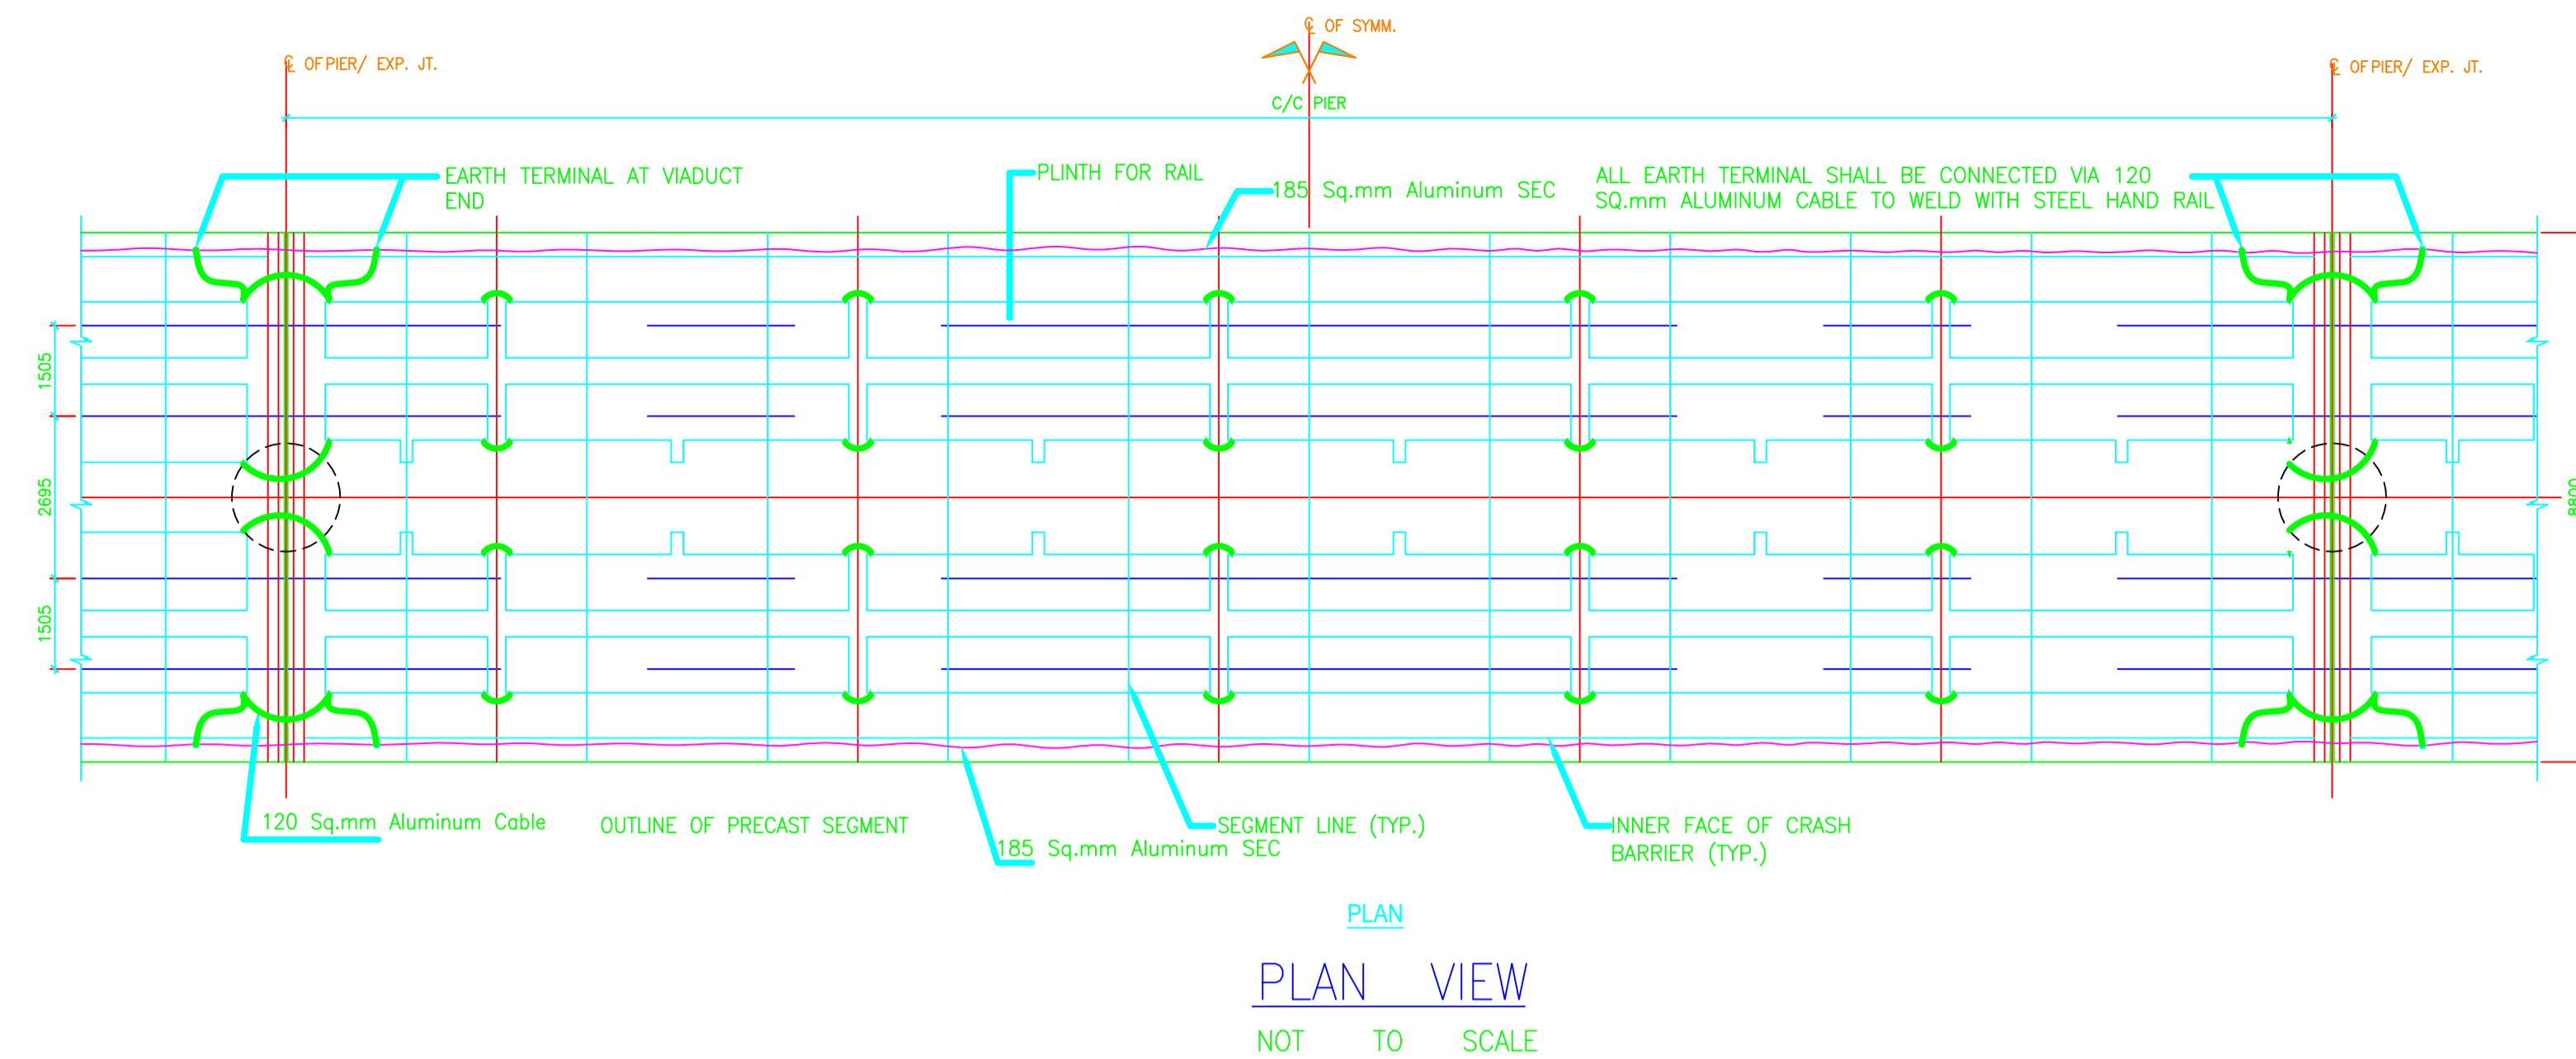 ℄ OF SYMM.
℄ OF PIER/ EXP. JT.
℄ OF PIER/ EXP. JT.
C/C PIER
EARTH TERMINAL AT VIADUCT
END
PLINTH FOR RAIL
185 Sq.mm Aluminum SEC
ALL EARTH TERMINAL SHALL BE CONNECTED VIA 120
SQ.mm ALUMINUM CABLE TO WELD WITH STEEL HAND RAIL
1505
2695
1505
8800
120 Sq.mm Aluminum Cable
OUTLINE OF PRECAST SEGMENT
185 Sq.mm Aluminum SEC
SEGMENT LINE (TYP.)
INNER FACE OF CRASH
BARRIER (TYP.)
PLAN
PLAN VIEW
NOT TO SCALE